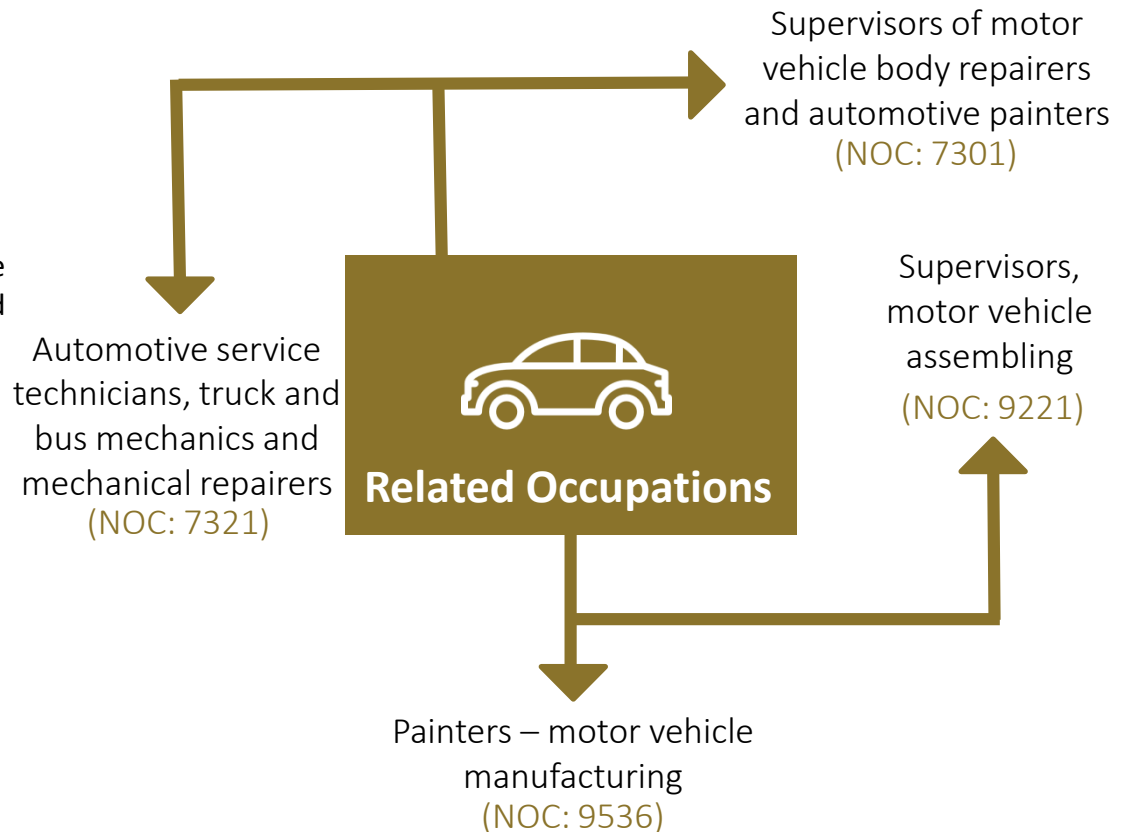 Supervisors of motor
vehicle body repairers
and automotive painters
(NOC: 7301)
e
d
Automotive service
technicians, truck and
bus mechanics and
mechanical repairers
(NOC: 7321)
Related Occupations
Supervisors,
motor vehicle
assembling
(NOC: 9221)
Painters – motor vehicle
manufacturing
(NOC: 9536)